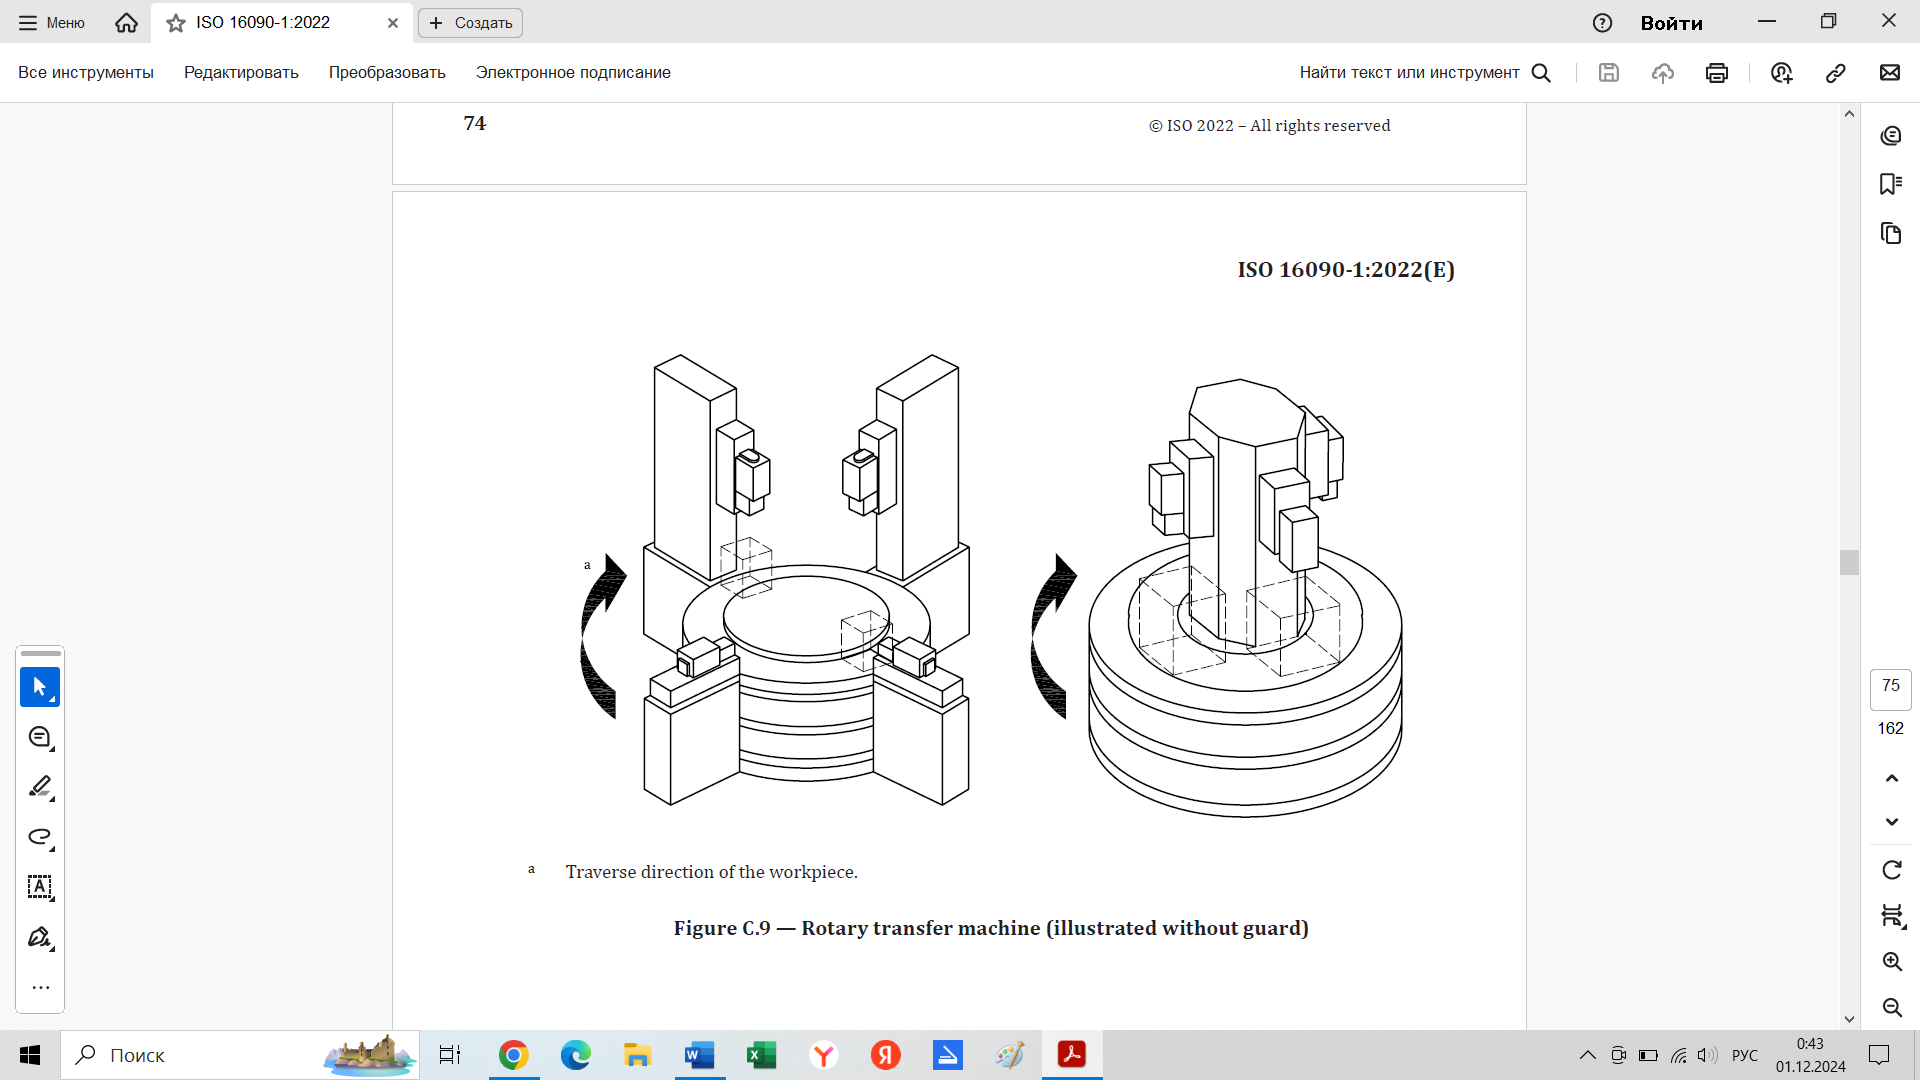 Меню
ISO 16090-1:2022
Создать
Войти
Все инструменты
Редактировать
Преобразовать
Электронное подписание
Найти текст или инструмент
74
© ISO 2022 – All rights reserved
ISO 16090-1:2022(E)
a
a Traverse direction of the workpiece.
Figure C.9 — Rotary transfer machine (illustrated without guard)
75
162
A
Поиск
W
X
Y
Я
РУС
0:43
01.12.2024